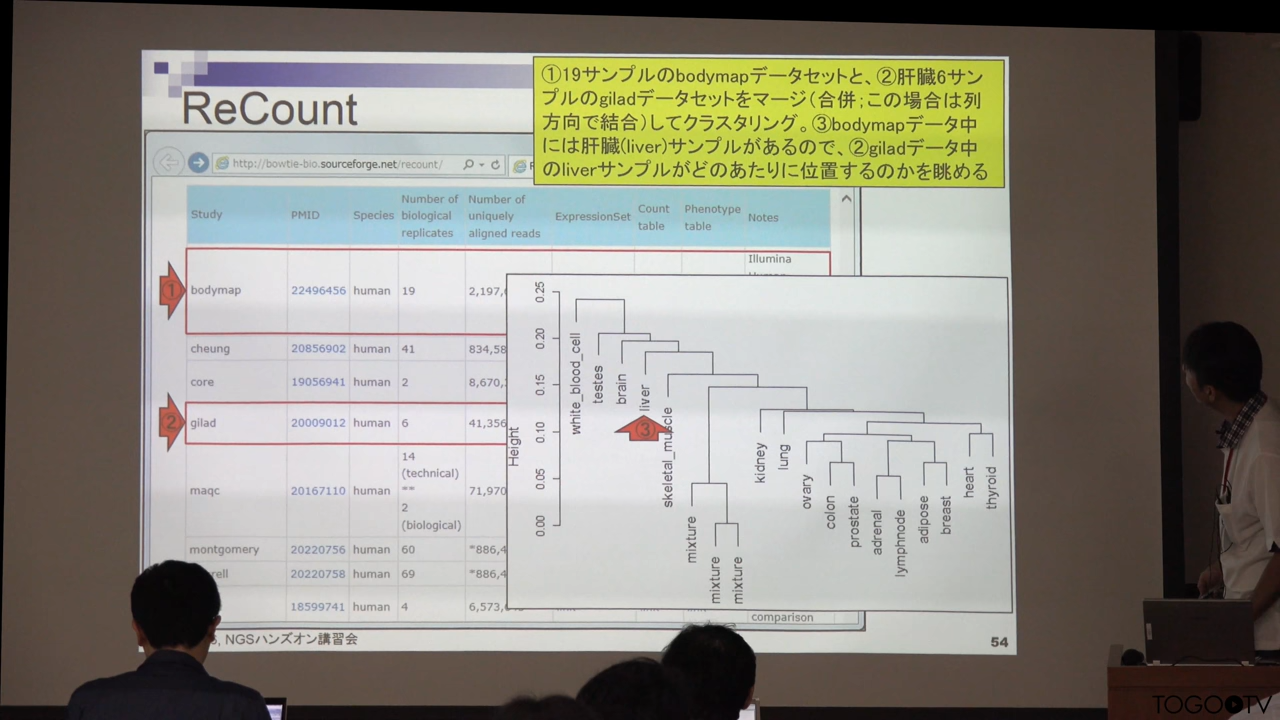 ReCount
①19サンプルのbodymapデータセットと、②肝臓6サン
プルのgiladデータセットをマージ(合併;この場合は列
方向で結合)してクラスタリング。③bodymapデータ中
には肝臓(liver)サンプルがあるので、②giladデータ中
のliverサンプルがどのあたりに位置するのかを眺める
http://bowtie-bio.sourceforge.net/recount/
Study PMID Species Number of biological replicates Number of uniquely aligned reads ExpressionSet Count table Phenotype table Notes
Illumina
① bodymap 22496456 human 19 2,197,
cheung 20856902 human 41 834,58
core 19056941 human 2 8,670,
② gilad 20009012 human 6 41,356
maqc 20167110 human 14 (technical) ** 2 (biological) 71,970
montgomery 20220756 human 60 *886,4
20220758 human 69 *886,4
18599741 human 4 6,573,
comparison
Height
0.25
0.20
0.15
0.10
0.05
0.00
white_blood_cell
testes
brain
liver
③
skeletal_muscle
mixture
mixture
mixture
kidney
lung
ovary
colon
prostate
adrenal
lymphnode
adipose
breast
heart
thyroid
, NGSハンズオン講習会
54
TOGOTV